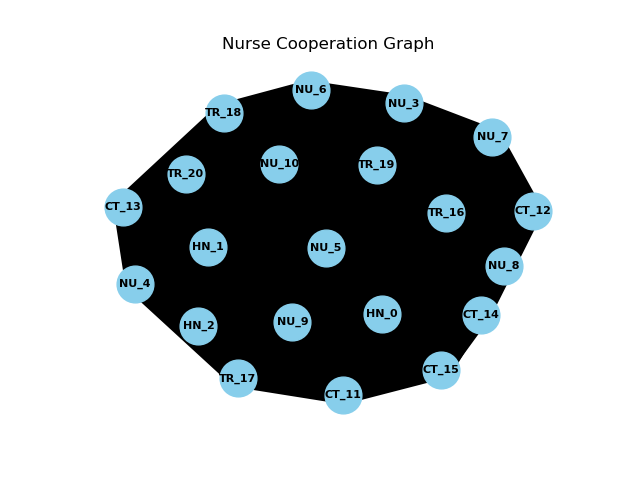 Nurse Cooperation Graph
NU_6
NU_3
TR_18
NU_7
NU_10
TR_19
TR_20
CT_13
CT_12
TR_16
HN_1
NU_5
NU_8
NU_4
HN_0
CT_14
NU_9
HN_2
CT_15
TR_17
CT_11